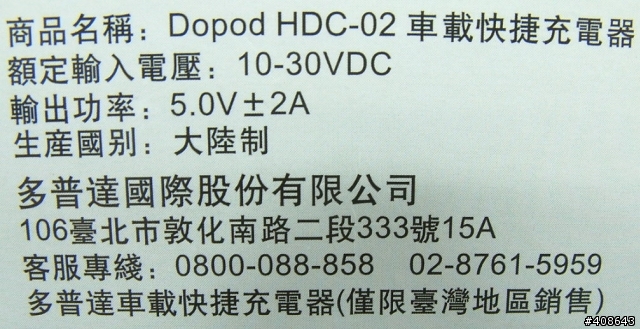 商品名稱：Dopod HDC-02 車載快捷充電器
額定輸入電壓：10-30VDC
輸出功率：5.0V±2A
生産國别：大陸制
多普達國際股份有限公司
106臺北市敦化南路二段333號15A
客服專綫：0800-088-858 02-8761-5959
多普達車載快捷充電器(僅限臺灣地區銷售)
#408643